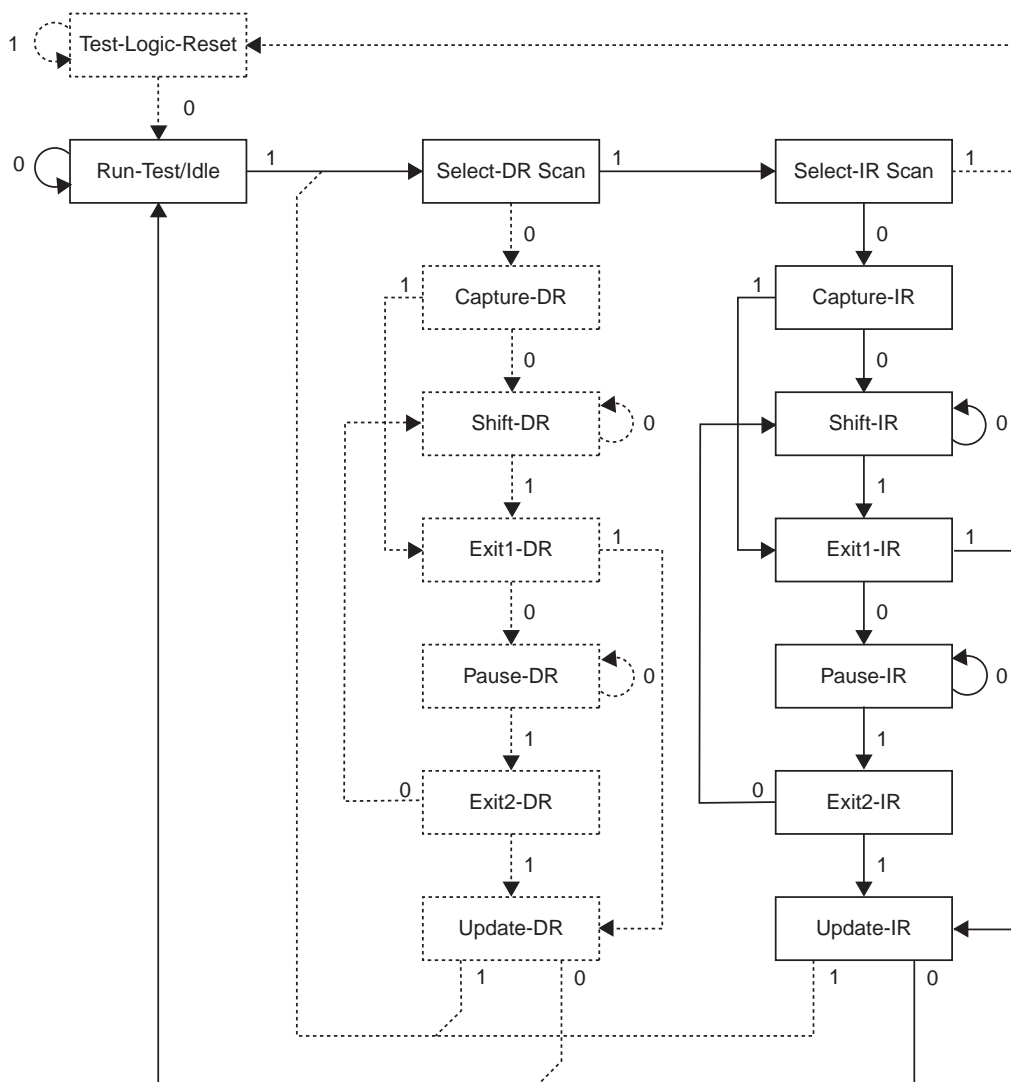 1 Test-Logic-Reset
0
0 Run-Test/Idle 1 Select-DR Scan 1 Select-IR Scan 1
0 0
1 Capture-DR 1 Capture-IR
0 0
Shift-DR 0 Shift-IR 0
1 1
Exit1-DR 1 Exit1-IR 1
0 0
Pause-DR 0 Pause-IR 0
1 1
0 Exit2-DR 0 Exit2-IR
1 1
Update-DR Update-IR
1 0 1 0